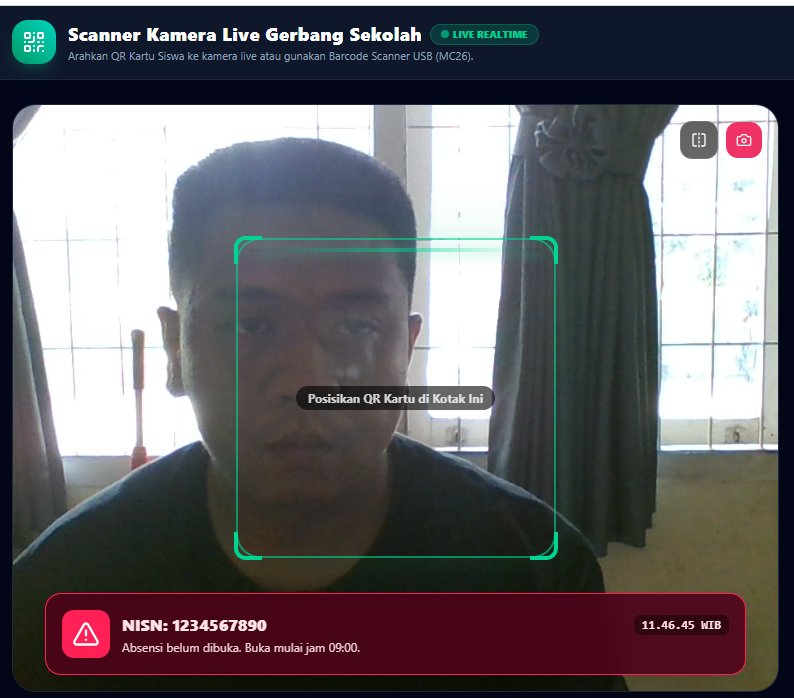 Scanner Kamera Live Gerbang Sekolah
LIVE REALTIME
Arahkan QR Kartu Siswa ke kamera live atau gunakan Barcode Scanner USB (MC26).
Posisikan QR Kartu di Kotak Ini
NISN: 1234567890
11.46.45 WIB
Absensi belum dibuka. Buka mulai jam 09:00.